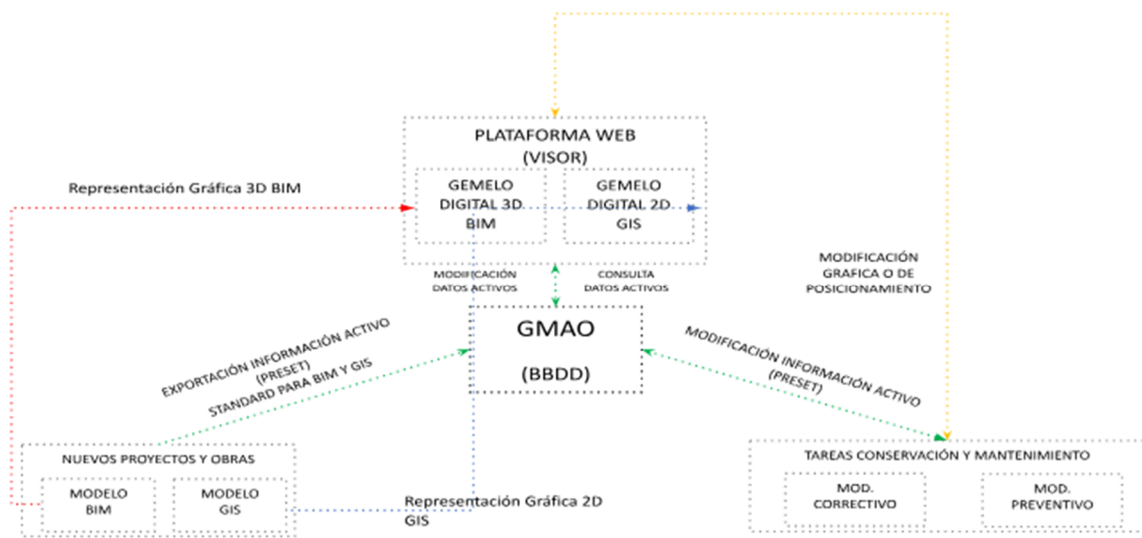 PLATAFORMA WEB
(VISOR)
GEMELO
DIGITAL 3D
BIM
GEMELO
DIGITAL 2D
GIS
Representación Gráfica 3D BIM
MODIFICACIÓN
DATOS ACTIVOS
CONSULTA
DATOS ACTIVOS
MODIFICACIÓN
GRAFICA O DE
POSICIONAMIENTO
GMAO
(BBDD)
EXPORTACIÓN INFORMACIÓN ACTIVO
(PRESET)
STANDARD PARA BIM Y GIS
MODIFICACIÓN INFORMACIÓN ACTIVO
(PRESET)
NUEVOS PROYECTOS Y OBRAS
MODELO
BIM
MODELO
GIS
Representación Gráfica 2D
GIS
TAREAS CONSERVACIÓN Y MANTENIMIENTO
MOD.
CORRECTIVO
MOD.
PREVENTIVO